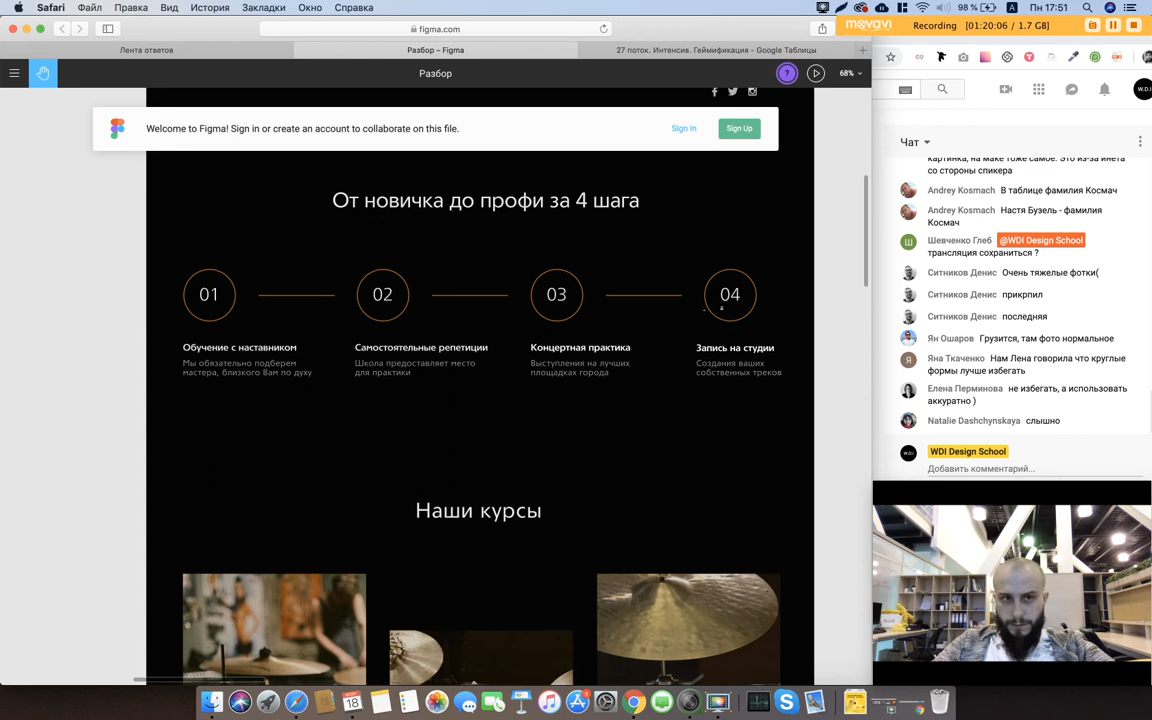 Safari Файл Правка Вид История Закладки Окно Справка
98 % A Пн 17:51
movavi Recording [01:20:06 / 1.7 GB]
figma.com
Лента ответов Разбор – Figma 27 поток. Интенсив. Геймификация - Google Таблицы
Разбор ? 68%
Welcome to Figma! Sign in or create an account to collaborate on this file. Sign In Sign Up
От новичка до профи за 4 шага
01 02 03 04
Обучение с наставником
Мы обязательно подберем
мастера, близкого Вам по духу
Самостоятельные репетиции
Школа предоставляет место
для практики
Концертная практика
Выступления на лучших
площадках города
Запись на студии
Создания ваших
собственных треков
Наши курсы
Чат
картинка, на маке тоже самое. Это из-за инета
со стороны спикера
Andrey Kosmach В таблице фамилия Космач
Andrey Kosmach Настя Бузель - фамилия
Космач
Ш Шевченко Глеб @WDI Design School
трансляция сохраниться ?
Ситников Денис Очень тяжелые фотки(
Ситников Денис прикрпил
Ситников Денис последняя
Ян Ошаров Грузится, там фото нормальное
Я Яна Ткаченко Нам Лена говорила что круглые
формы лучше избегать
Елена Перминова не избегать, а использовать
аккуратно )
Natalie Dashchynskaya слышно
WDI Design School
Добавить комментарий...